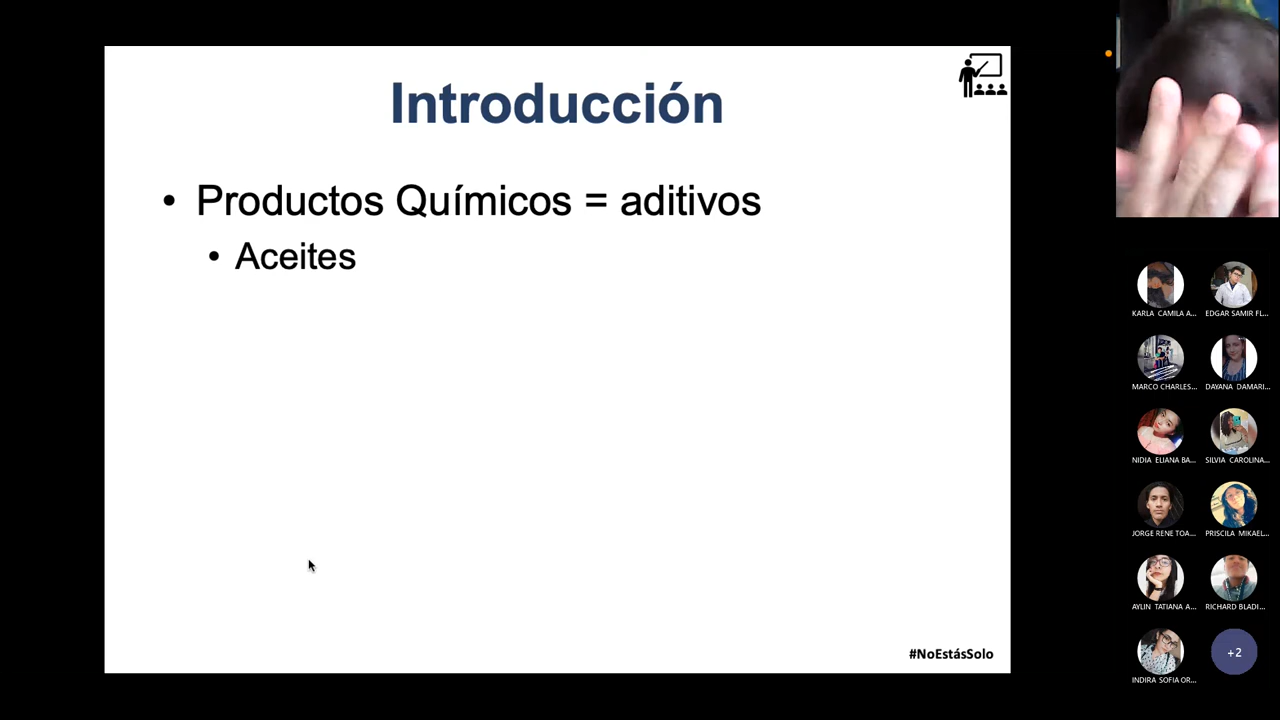 Introducción
• Productos Químicos = aditivos
• Aceites
#NoEstásSolo
KARLA CAMILA A...
EDGAR SAMIR FL...
MARCO CHARLES...
DAYANA DAMARI...
NIDIA ELIANA BA...
SILVIA CAROLINA...
JORGE RENE TOA...
PRISCILA MIKAEL...
AYLIN TATIANA A...
RICHARD BLADI...
INDIRA SOFIA OR...
+2